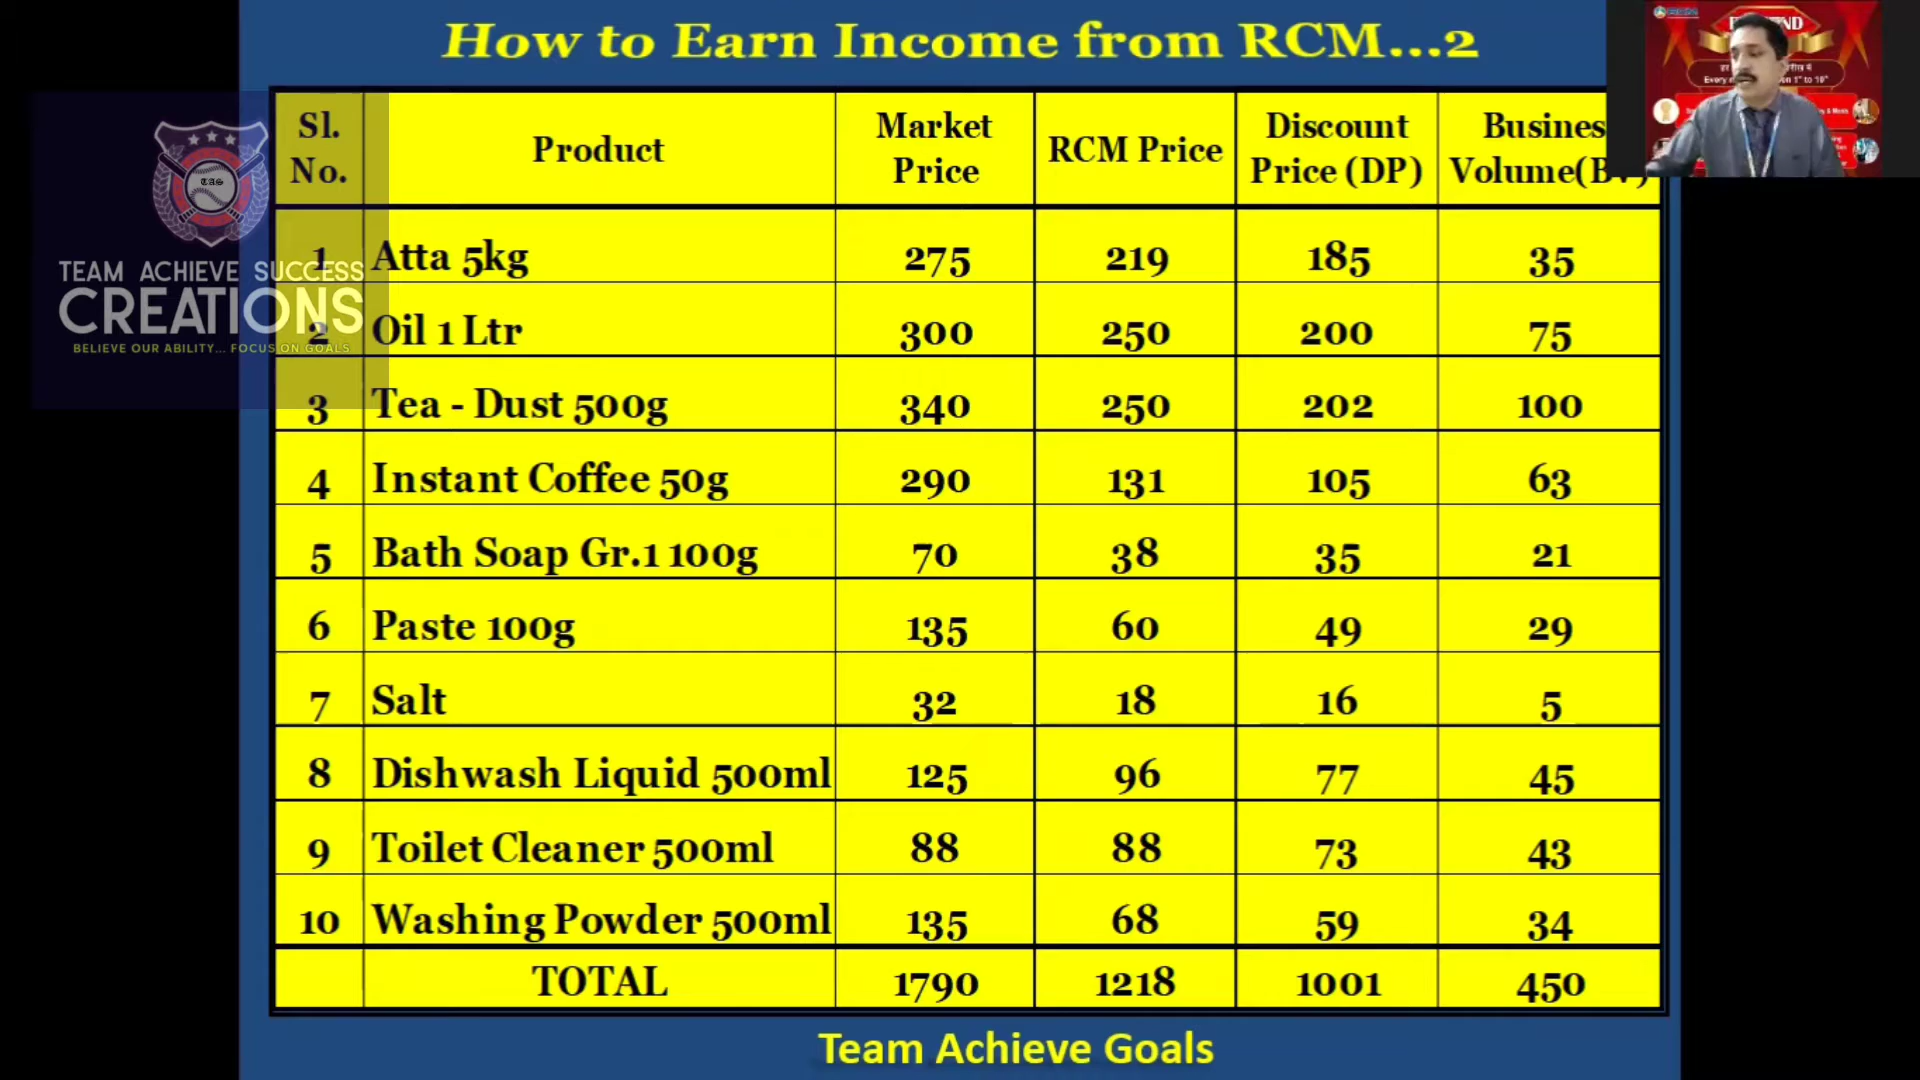 How to Earn Income from RCM...2
Sl. No. Product Market Price RCM Price Discount Price (DP) Business Volume(BV)
1 Atta 5kg 275 219 185 35
2 Oil 1 Ltr 300 250 200 75
3 Tea - Dust 500g 340 250 202 100
4 Instant Coffee 50g 290 131 105 63
5 Bath Soap Gr.1 100g 70 38 35 21
6 Paste 100g 135 60 49 29
7 Salt 32 18 16 5
8 Dishwash Liquid 500ml 125 96 77 45
9 Toilet Cleaner 500ml 88 88 73 43
10 Washing Powder 500ml 135 68 59 34
TOTAL 1790 1218 1001 450
Team Achieve Goals
TAS
TEAM ACHIEVE SUCCESS
CREATIONS
BELIEVE OUR ABILITY... FOCUS ON GOALS